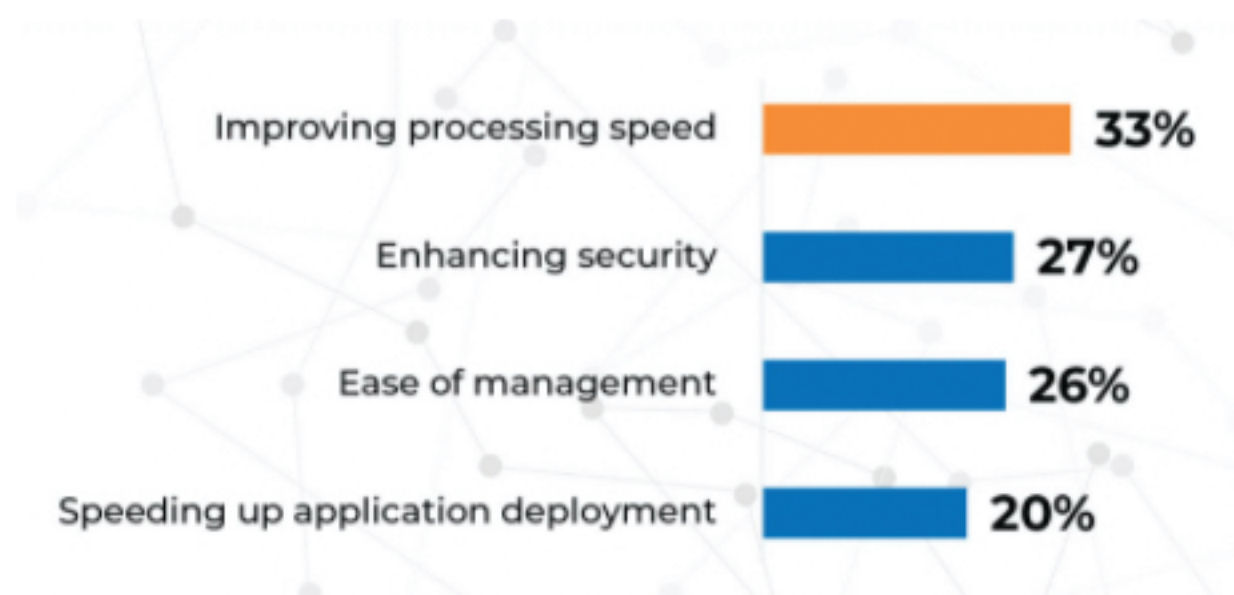 Improving processing speed 33%
Enhancing security 27%
Ease of management 26%
Speeding up application deployment 20%